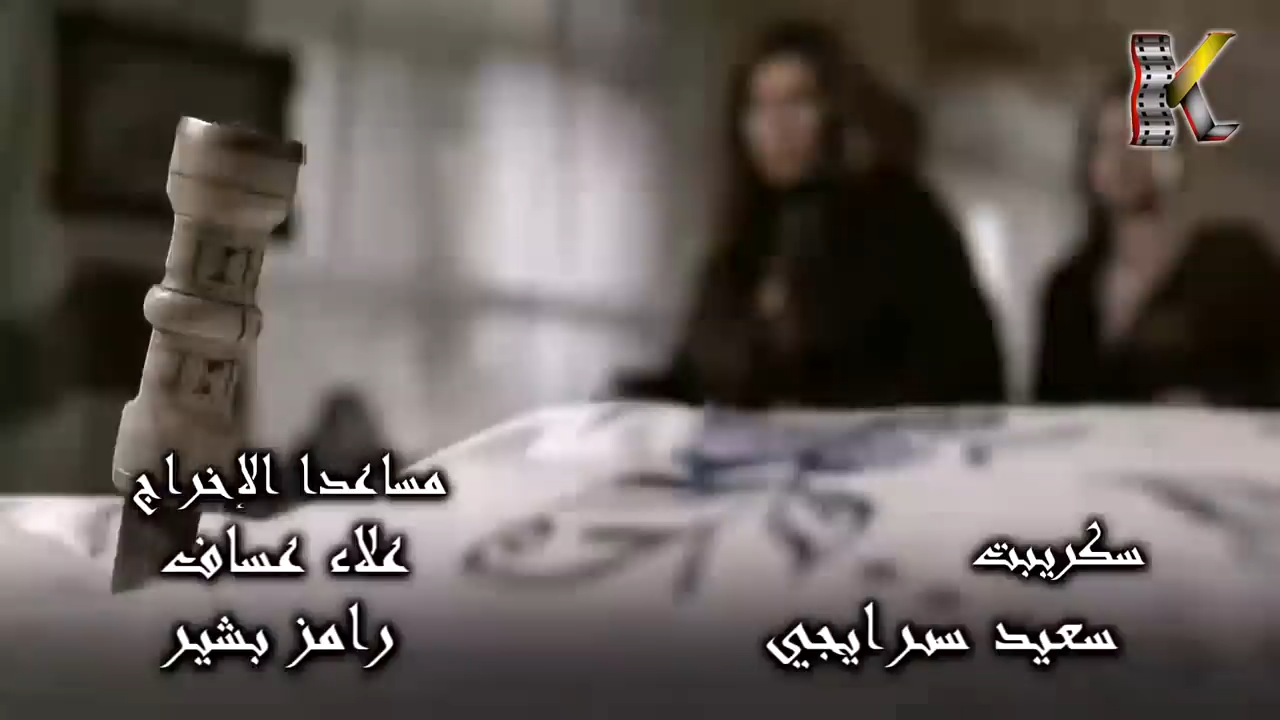 سكريبت
سعيد سرايجي
مساعدا الإخراج
علاء عساف
رامز بشير